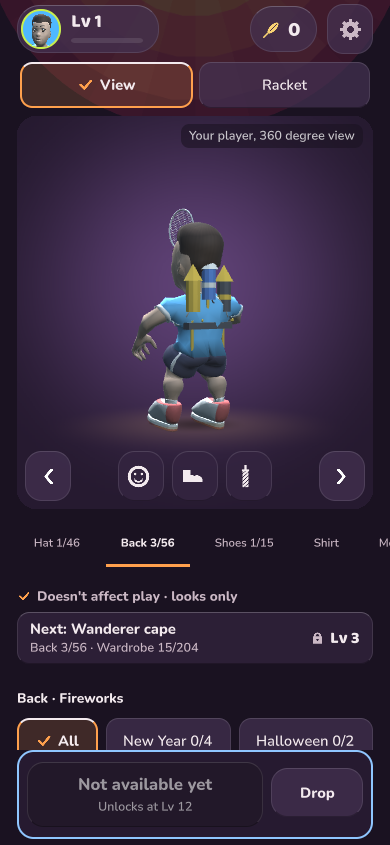 Lv 1
0
View
Racket
Your player, 360 degree view
Hat 1/46
Back 3/56
Shoes 1/15
Shirt
Doesn't affect play · looks only
Next: Wanderer cape
Back 3/56 · Wardrobe 15/204
Lv 3
Back · Fireworks
All
New Year 0/4
Halloween 0/2
Not available yet
Unlocks at Lv 12
Drop